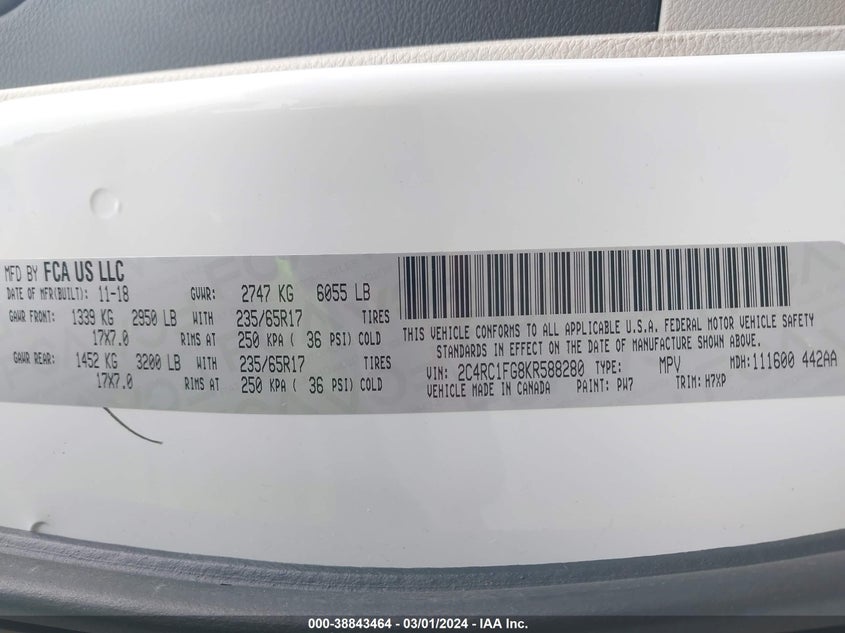 MFD BY FCA US LLC
DATE OF MFR(BUILT): 11-18 GVWR: 2747 KG 6055 LB
GAWR FRONT: 1339 KG 2950 LB WITH 235/65R17 TIRES
17X7.0 RIMS AT 250 KPA ( 36 PSI) COLD
GAWR REAR: 1452 KG 3200 LB WITH 235/65R17 TIRES
17X7.0 RIMS AT 250 KPA ( 36 PSI) COLD
THIS VEHICLE CONFORMS TO ALL APPLICABLE U.S.A. FEDERAL MOTOR VEHICLE SAFETY
STANDARDS IN EFFECT ON THE DATE OF MANUFACTURE SHOWN ABOVE.
VIN: 2C4RC1FG8KR588280 TYPE: MPV MDH: 111600 442AA
VEHICLE MADE IN CANADA PAINT: PW7 TRIM: H7XP
000-38843464 - 03/01/2024 - IAA Inc.